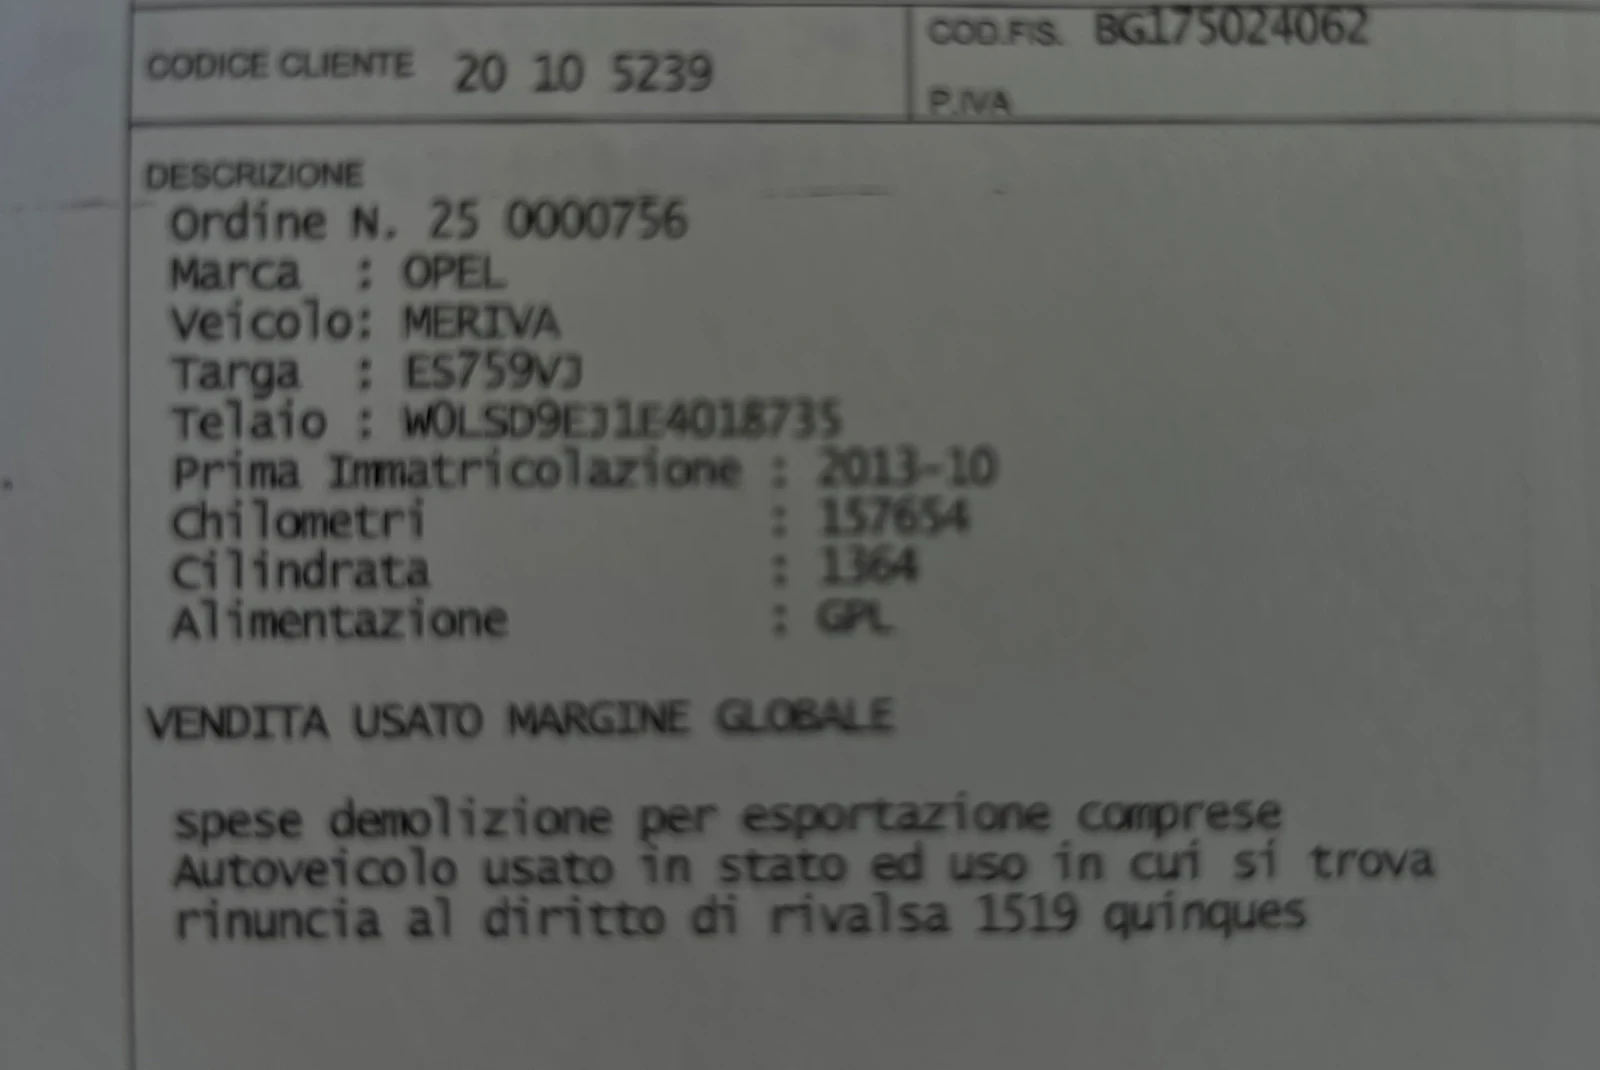 CODICE CLIENTE 20 10 5239
COD.FIS. BG175024062
P.IVA
DESCRIZIONE
Ordine N. 25 0000756
Marca : OPEL
Veicolo: MERIVA
Targa : ES759VJ
Telaio : W0LSD9EJ1E4018735
Prima Immatricolazione : 2013-10
Chilometri : 157654
Cilindrata : 1364
Alimentazione : GPL
VENDITA USATO MARGINE GLOBALE
spese demolizione per esportazione comprese
Autoveicolo usato in stato ed uso in cui si trova
rinuncia al diritto di rivalsa 1519 quinques